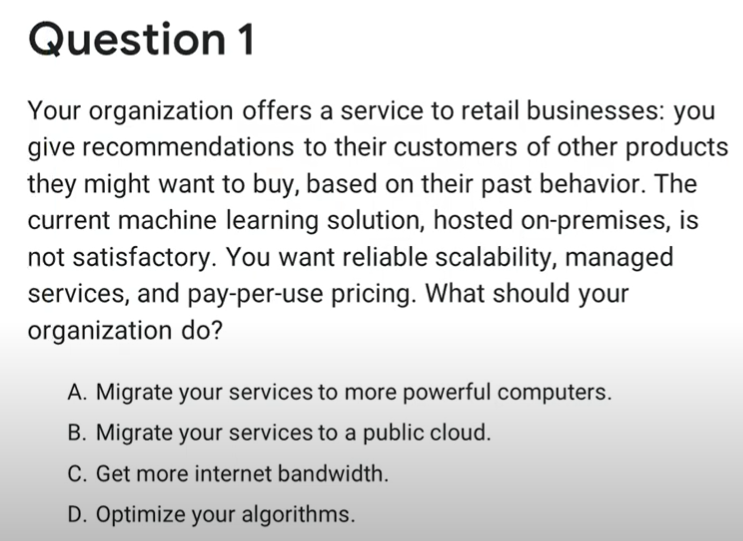 Question 1
Your organization offers a service to retail businesses: you
give recommendations to their customers of other products
they might want to buy, based on their past behavior. The
current machine learning solution, hosted on-premises, is
not satisfactory. You want reliable scalability, managed
services, and pay-per-use pricing. What should your
organization do?
A. Migrate your services to more powerful computers.
B. Migrate your services to a public cloud.
C. Get more internet bandwidth.
D. Optimize your algorithms.